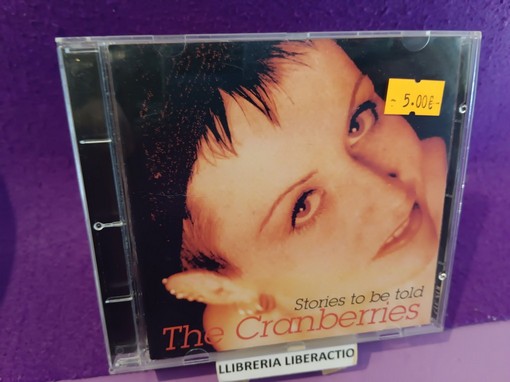 - 5.00€-
Stories to be told
The Cranberries
LLIBRERIA LIBERACTIO